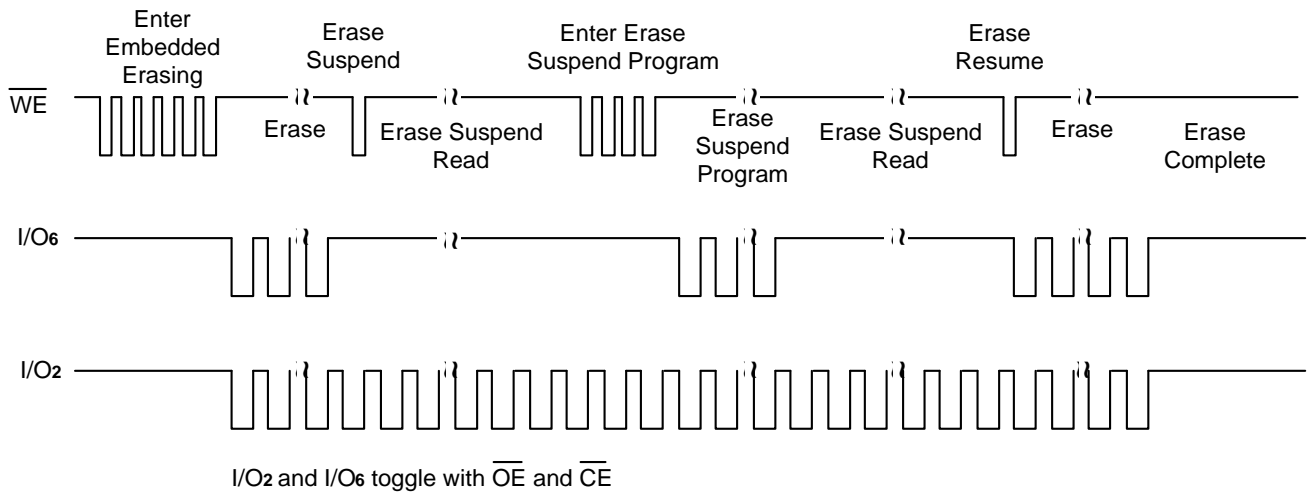 Enter
Embedded
Erasing
Erase
Suspend
Enter Erase
Suspend Program
Erase
Resume
WE
Erase
Erase Suspend
Read
Erase
Suspend
Program
Erase Suspend
Read
Erase
Erase
Complete
I/O6
I/O2
I/O2 and I/O6 toggle with OE and CE